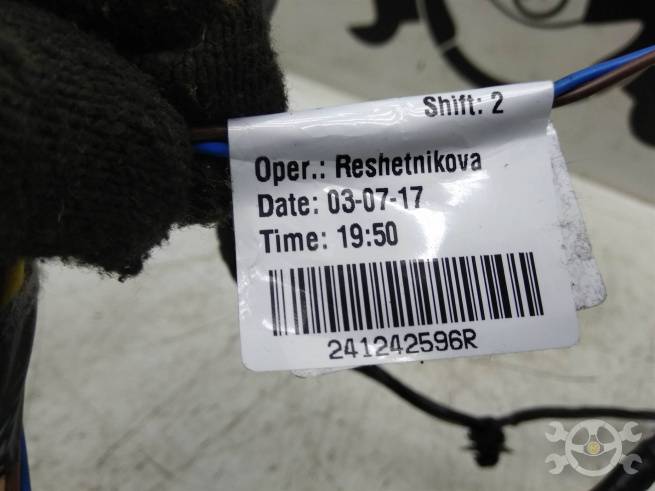 Shift: 2
Oper.: Reshetnikova
Date: 03-07-17
Time: 19:50
241242596R